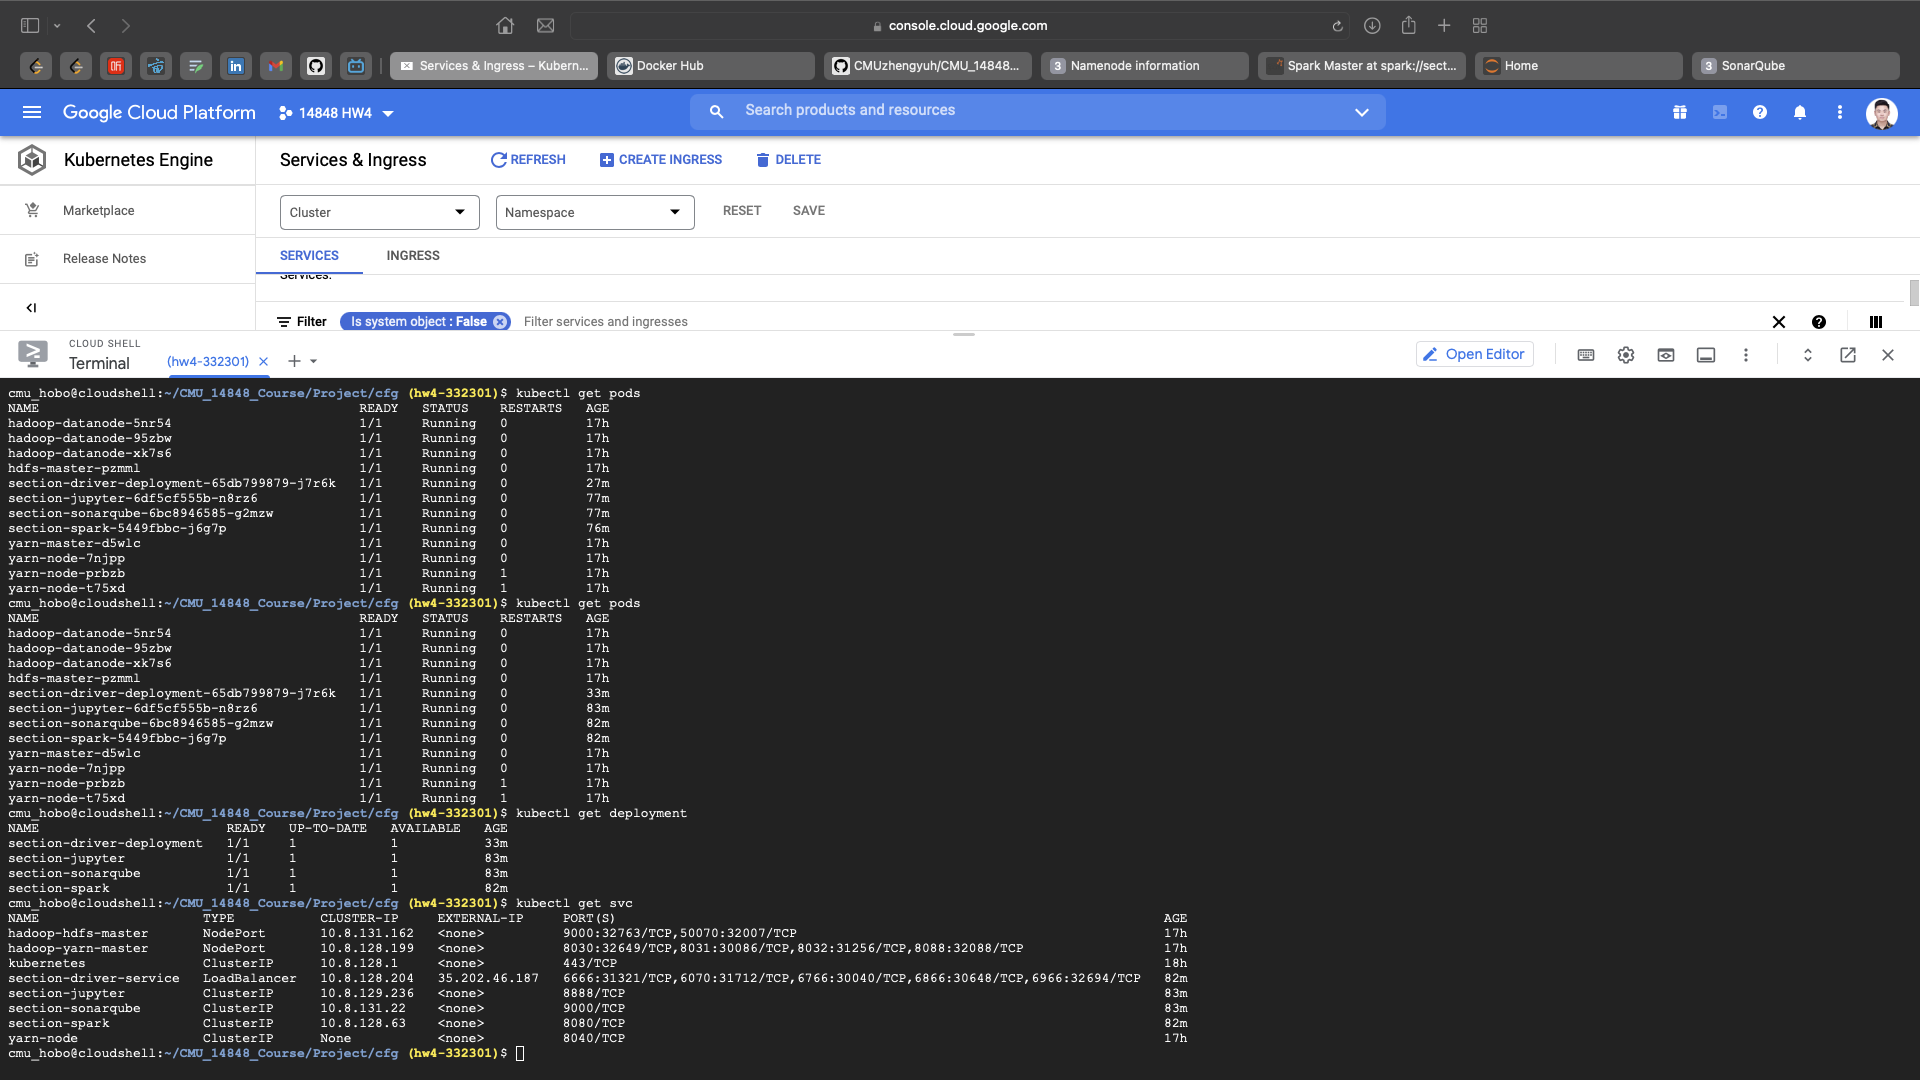 console.cloud.google.com
Services & Ingress – Kubern...
Docker Hub
CMUzhengyuh/CMU_14848...
3 Namenode information
Spark Master at spark://sect...
Home
3 SonarQube
Google Cloud Platform
14848 HW4
Search products and resources
Kubernetes Engine
Services & Ingress
REFRESH
CREATE INGRESS
DELETE
Marketplace
Cluster
Namespace
RESET
SAVE
Release Notes
SERVICES
INGRESS
Services.
Filter
Is system object : False
Filter services and ingresses
CLOUD SHELL
Terminal
(hw4-332301)
Open Editor
cmu_hobo@cloudshell:~/CMU_14848_Course/Project/cfg (hw4-332301)$ kubectl get pods
NAME READY STATUS RESTARTS AGE
hadoop-datanode-5nr54 1/1 Running 0 17h
hadoop-datanode-95zbw 1/1 Running 0 17h
hadoop-datanode-xk7s6 1/1 Running 0 17h
hdfs-master-pzmml 1/1 Running 0 17h
section-driver-deployment-65db799879-j7r6k 1/1 Running 0 27m
section-jupyter-6df5cf555b-n8rz6 1/1 Running 0 77m
section-sonarqube-6bc8946585-g2mzw 1/1 Running 0 77m
section-spark-5449fbbc-j6g7p 1/1 Running 0 76m
yarn-master-d5wlc 1/1 Running 0 17h
yarn-node-7njpp 1/1 Running 0 17h
yarn-node-prbzb 1/1 Running 1 17h
yarn-node-t75xd 1/1 Running 1 17h
cmu_hobo@cloudshell:~/CMU_14848_Course/Project/cfg (hw4-332301)$ kubectl get pods
NAME READY STATUS RESTARTS AGE
hadoop-datanode-5nr54 1/1 Running 0 17h
hadoop-datanode-95zbw 1/1 Running 0 17h
hadoop-datanode-xk7s6 1/1 Running 0 17h
hdfs-master-pzmml 1/1 Running 0 17h
section-driver-deployment-65db799879-j7r6k 1/1 Running 0 33m
section-jupyter-6df5cf555b-n8rz6 1/1 Running 0 83m
section-sonarqube-6bc8946585-g2mzw 1/1 Running 0 82m
section-spark-5449fbbc-j6g7p 1/1 Running 0 82m
yarn-master-d5wlc 1/1 Running 0 17h
yarn-node-7njpp 1/1 Running 0 17h
yarn-node-prbzb 1/1 Running 1 17h
yarn-node-t75xd 1/1 Running 1 17h
cmu_hobo@cloudshell:~/CMU_14848_Course/Project/cfg (hw4-332301)$ kubectl get deployment
NAME READY UP-TO-DATE AVAILABLE AGE
section-driver-deployment 1/1 1 1 33m
section-jupyter 1/1 1 1 83m
section-sonarqube 1/1 1 1 83m
section-spark 1/1 1 1 82m
cmu_hobo@cloudshell:~/CMU_14848_Course/Project/cfg (hw4-332301)$ kubectl get svc
NAME TYPE CLUSTER-IP EXTERNAL-IP PORT(S) AGE
hadoop-hdfs-master NodePort 10.8.131.162 <none> 9000:32763/TCP,50070:32007/TCP 17h
hadoop-yarn-master NodePort 10.8.128.199 <none> 8030:32649/TCP,8031:30086/TCP,8032:31256/TCP,8088:32088/TCP 17h
kubernetes ClusterIP 10.8.128.1 <none> 443/TCP 18h
section-driver-service LoadBalancer 10.8.128.204 35.202.46.187 6666:31321/TCP,6070:31712/TCP,6766:30040/TCP,6866:30648/TCP,6966:32694/TCP 82m
section-jupyter ClusterIP 10.8.129.236 <none> 8888/TCP 83m
section-sonarqube ClusterIP 10.8.131.22 <none> 9000/TCP 83m
section-spark ClusterIP 10.8.128.63 <none> 8080/TCP 82m
yarn-node ClusterIP None <none> 8040/TCP 17h
cmu_hobo@cloudshell:~/CMU_14848_Course/Project/cfg (hw4-332301)$